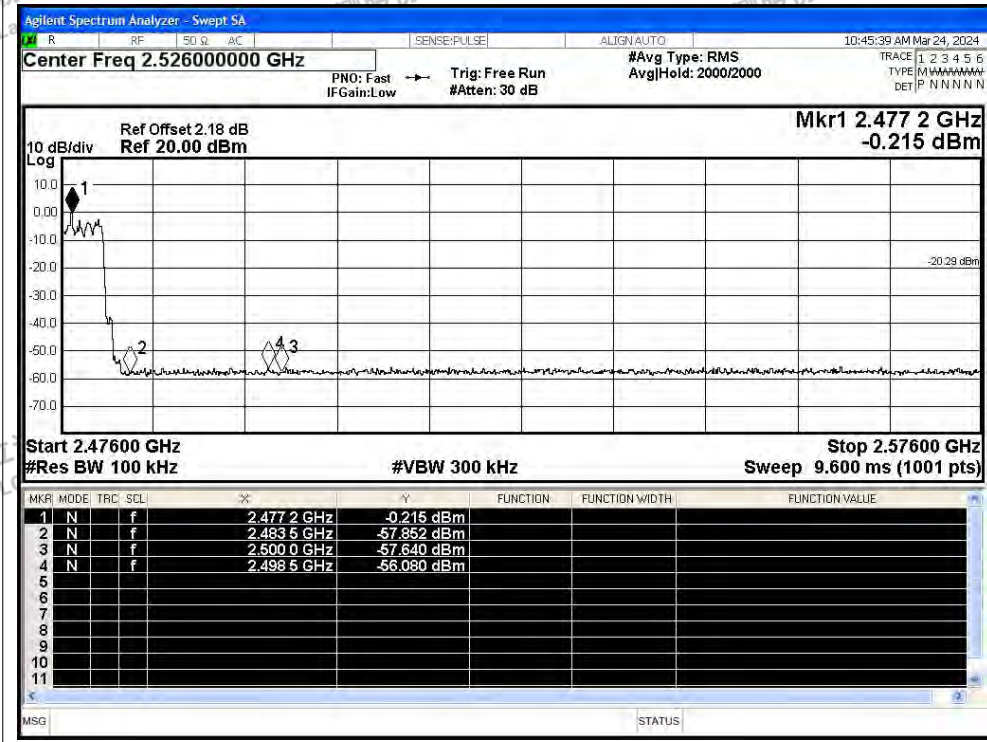 Agilent Spectrum Analyzer - Swept SA
R RF 50 Ω AC SENSE:PULSE ALIGN AUTO 10:45:39 AM Mar 24, 2024
Center Freq 2.526000000 GHz #Avg Type: RMS TRACE 1 2 3 4 5 6
PNO: Fast Trig: Free Run Avg|Hold: 2000/2000 TYPE M
IFGain:Low #Atten: 30 dB DET P N N N N N
Mkr1 2.477 2 GHz
Ref Offset 2.18 dB
10 dB/div Ref 20.00 dBm -0.215 dBm
Log
10.0
1
0.00
-10.0
-20.0
-20.29 dBm
-30.0
-40.0
-50.0
2 4 3
-60.0
-70.0
Start 2.47600 GHz Stop 2.57600 GHz
#Res BW 100 kHz #VBW 300 kHz Sweep 9.600 ms (1001 pts)
MKR MODE TRC SCL X Y FUNCTION FUNCTION WIDTH FUNCTION VALUE
1 N f 2.477 2 GHz -0.215 dBm
2 N f 2.483 5 GHz -57.852 dBm
3 N f 2.500 0 GHz -57.640 dBm
4 N f 2.498 5 GHz -56.080 dBm
5
6
7
8
9
10
11
MSG STATUS